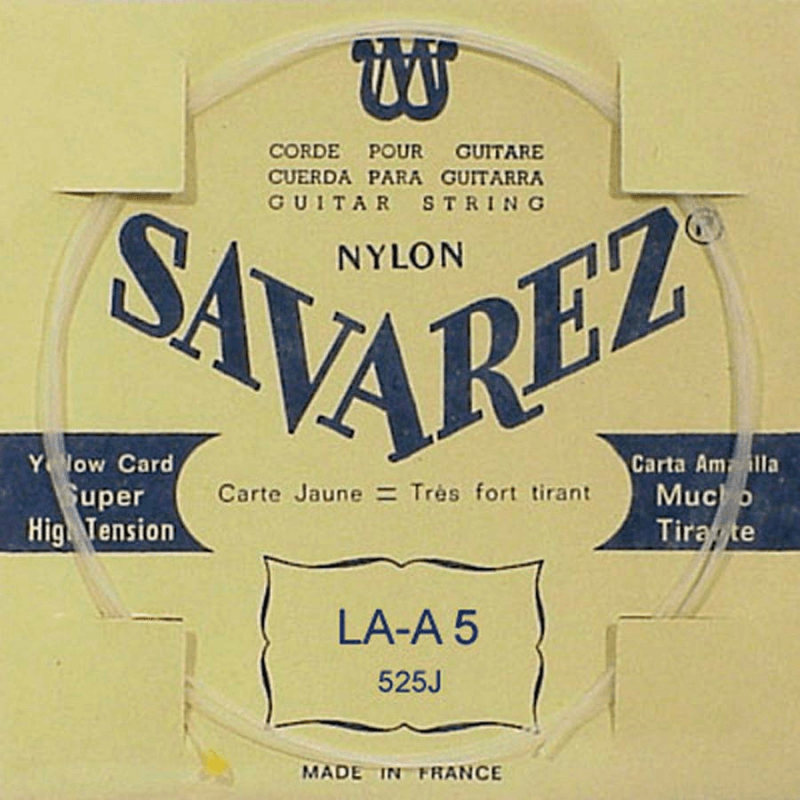 CORDE POUR GUITARE
CUERDA PARA GUITARRA
GUITAR STRING
NYLON
SAVAREZ®
Yellow Card
Super
High Tension
Carte Jaune = Très fort tirant
Carta Amarilla
Mucho
Tirante
LA-A 5
525J
MADE IN FRANCE